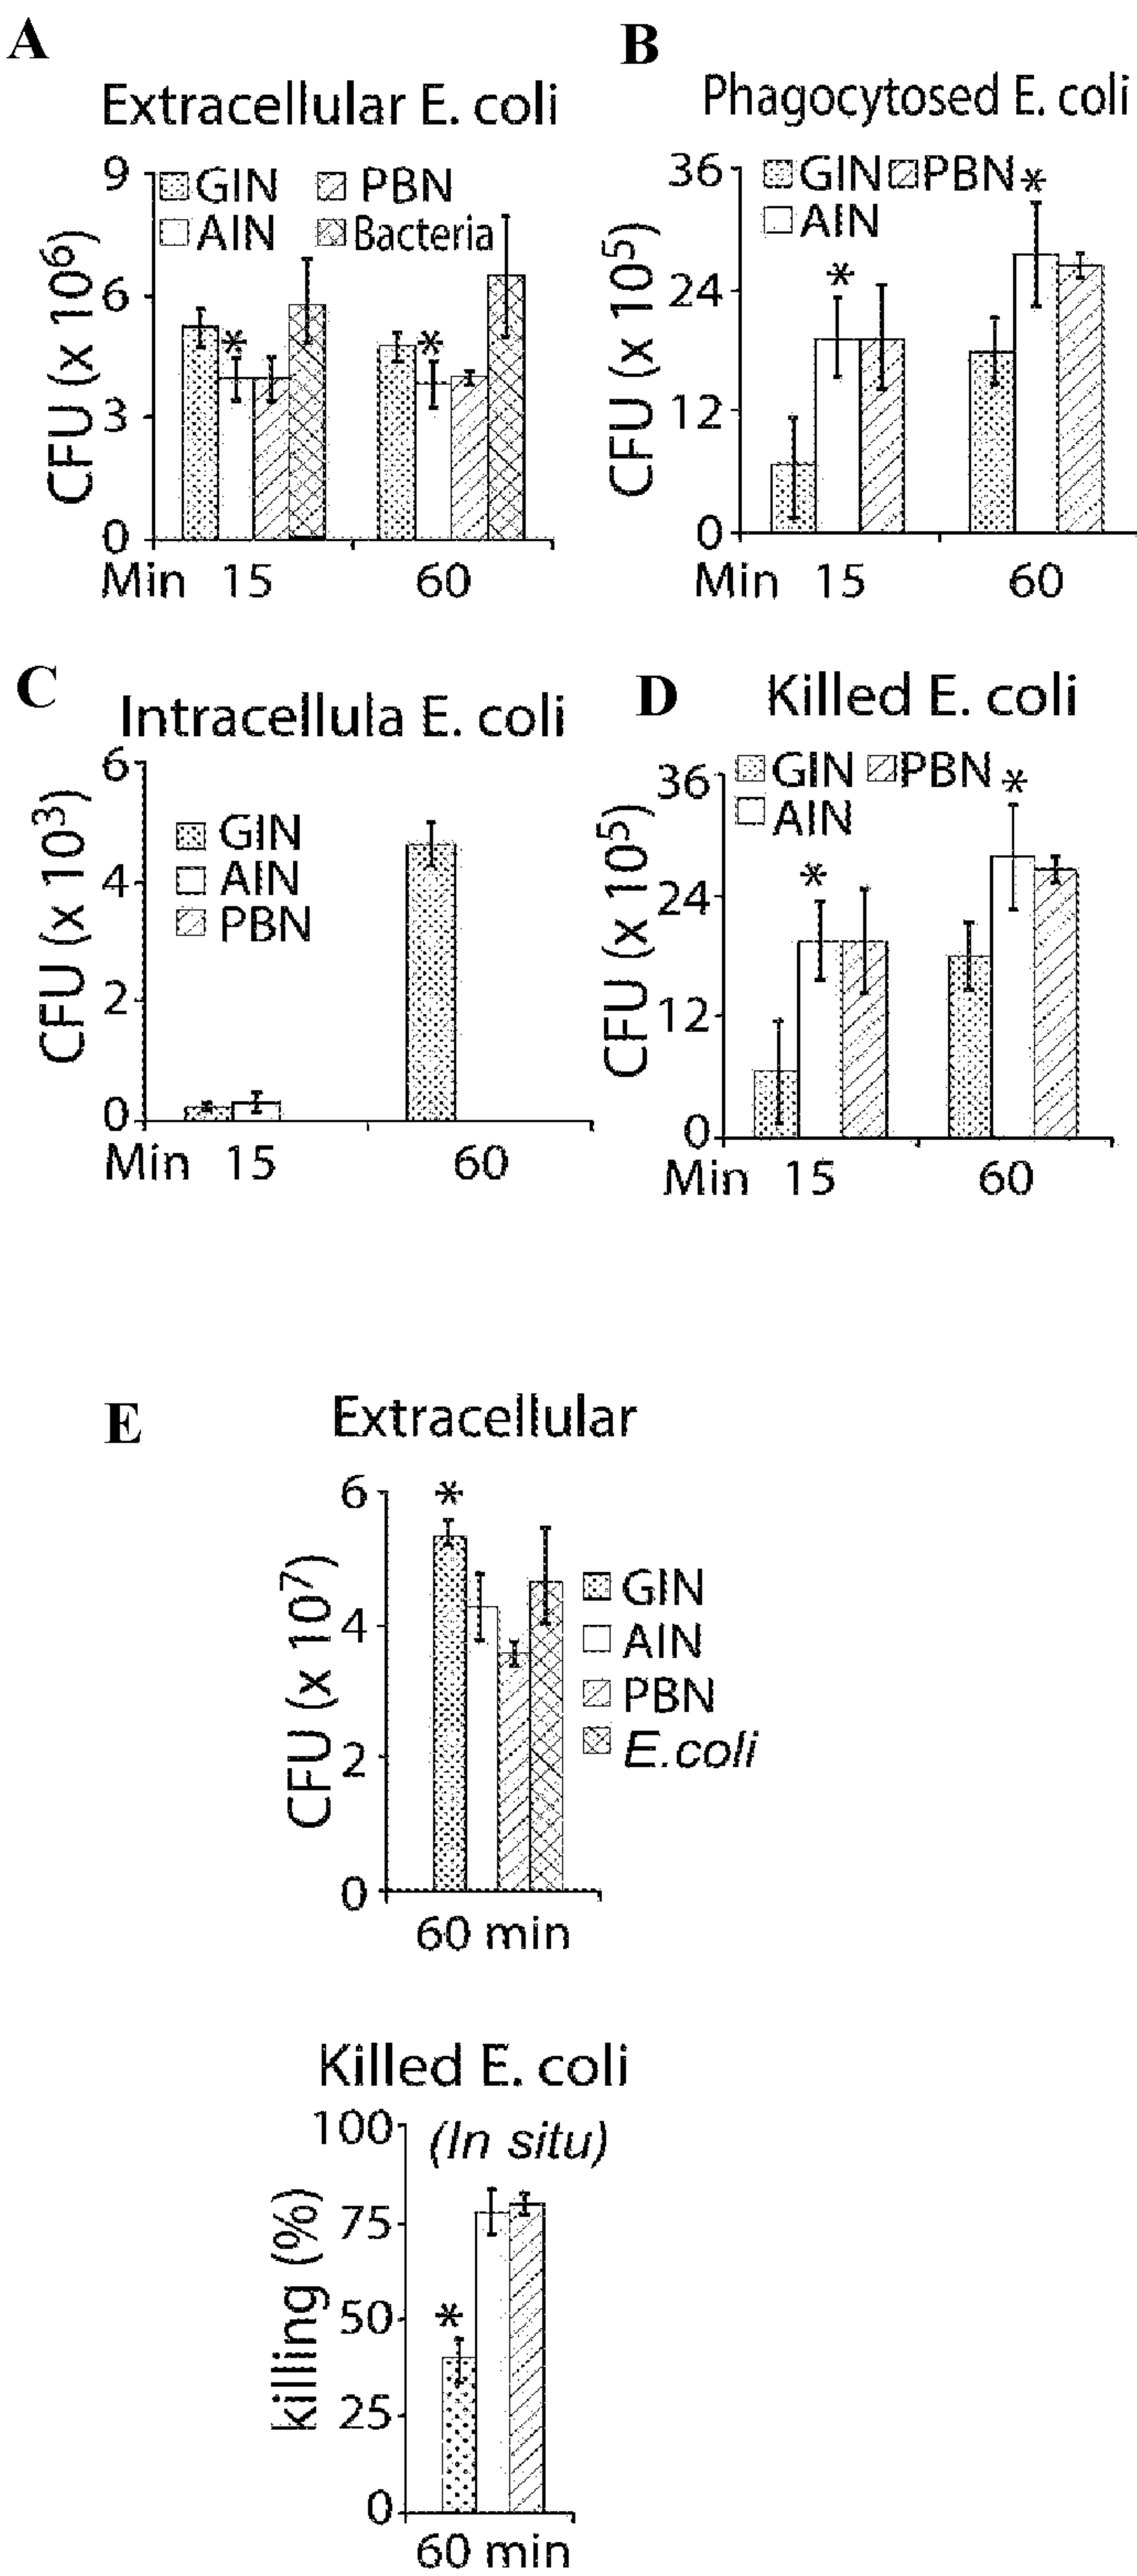 A
Extracellular E. coli
9
6
3
0
CFU (x 10⁶)
GIN PBN
AIN Bacteria
*
*
Min 15 60
B
Phagocytosed E. coli
36
24
12
0
CFU (x 10⁵)
GIN PBN *
AIN
*
Min 15 60
C
Intracellula E. coli
6
4
2
0
CFU (x 10³)
GIN
AIN
PBN
Min 15 60
D
Killed E. coli
36
24
12
0
CFU (x 10⁵)
GIN PBN *
AIN
*
Min 15 60
E
Extracellular
6
4
2
0
CFU (x 10⁷)
*
GIN
AIN
PBN
E.coli
60 min
Killed E. coli
(In situ)
100
75
50
25
0
killing (%)
*
60 min